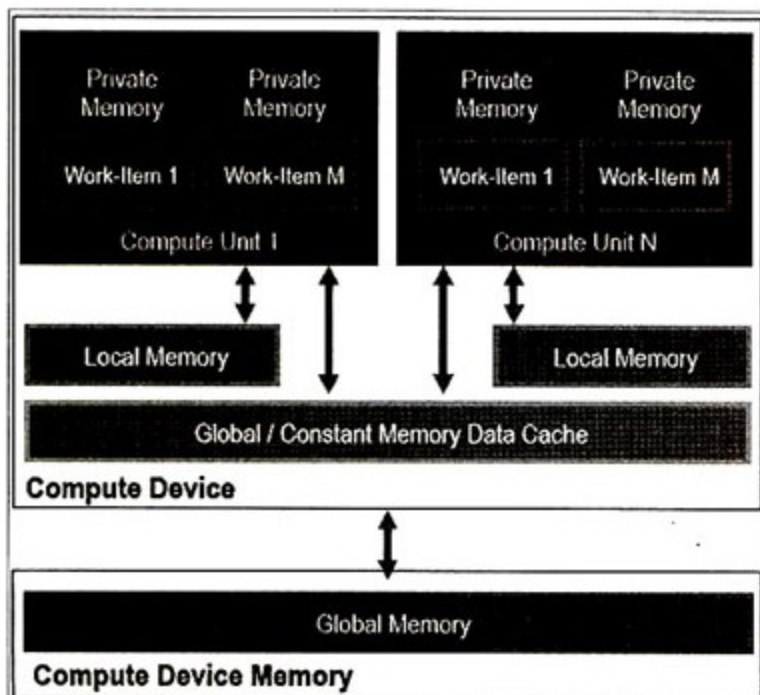 Private Memory
Private Memory
Work-Item 1
Work-Item M
Compute Unit 1
Private Memory
Private Memory
Work-Item 1
Work-Item M
Compute Unit N
Local Memory
Local Memory
Global / Constant Memory Data Cache
Compute Device
Global Memory
Compute Device Memory